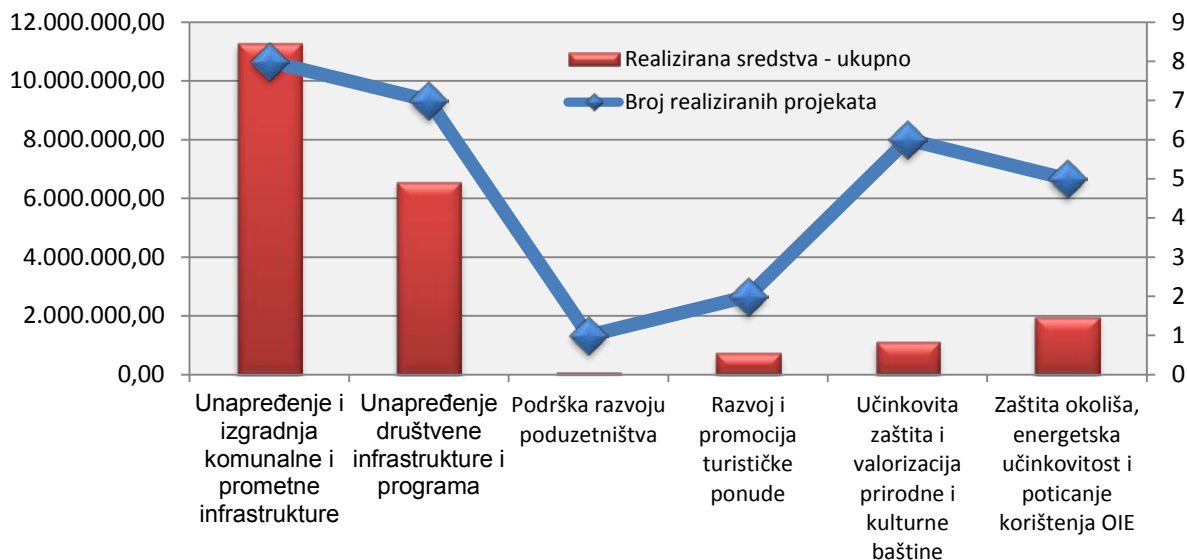 12.000.000,00
10.000.000,00
8.000.000,00
6.000.000,00
4.000.000,00
2.000.000,00
0,00
Realizirana sredstva - ukupno
Broj realiziranih projekata
9
8
7
6
5
4
3
2
1
0
Unapređenje i
izgradnja
komunalne i
prometne
infrastrukture
Unapređenje
društvene
infrastrukture i
programa
Podrška razvoju
poduzetništva
Razvoj i
promocija
turističke
ponude
Učinkovita
zaštita i
valorizacija
prirodne i
kulturne
baštine
Zaštita okoliša,
energetska
učinkovitost i
poticanje
korištenja OIE